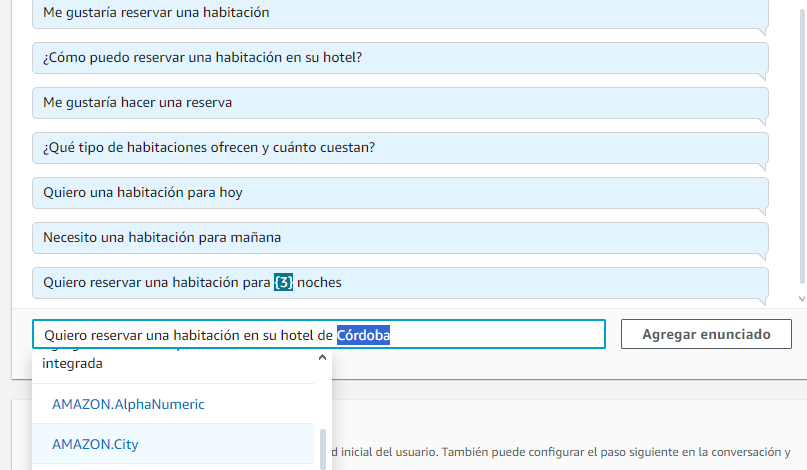 Me gustaría reservar una habitación
¿Cómo puedo reservar una habitación en su hotel?
Me gustaría hacer una reserva
¿Qué tipo de habitaciones ofrecen y cuánto cuestan?
Quiero una habitación para hoy
Necesito una habitación para mañana
Quiero reservar una habitación para {3} noches
Quiero reservar una habitación en su hotel de Córdoba
Agregar enunciado
integrada
AMAZON.AlphaNumeric
AMAZON.City
d inicial del usuario. También puede configurar el paso siguiente en la conversación y